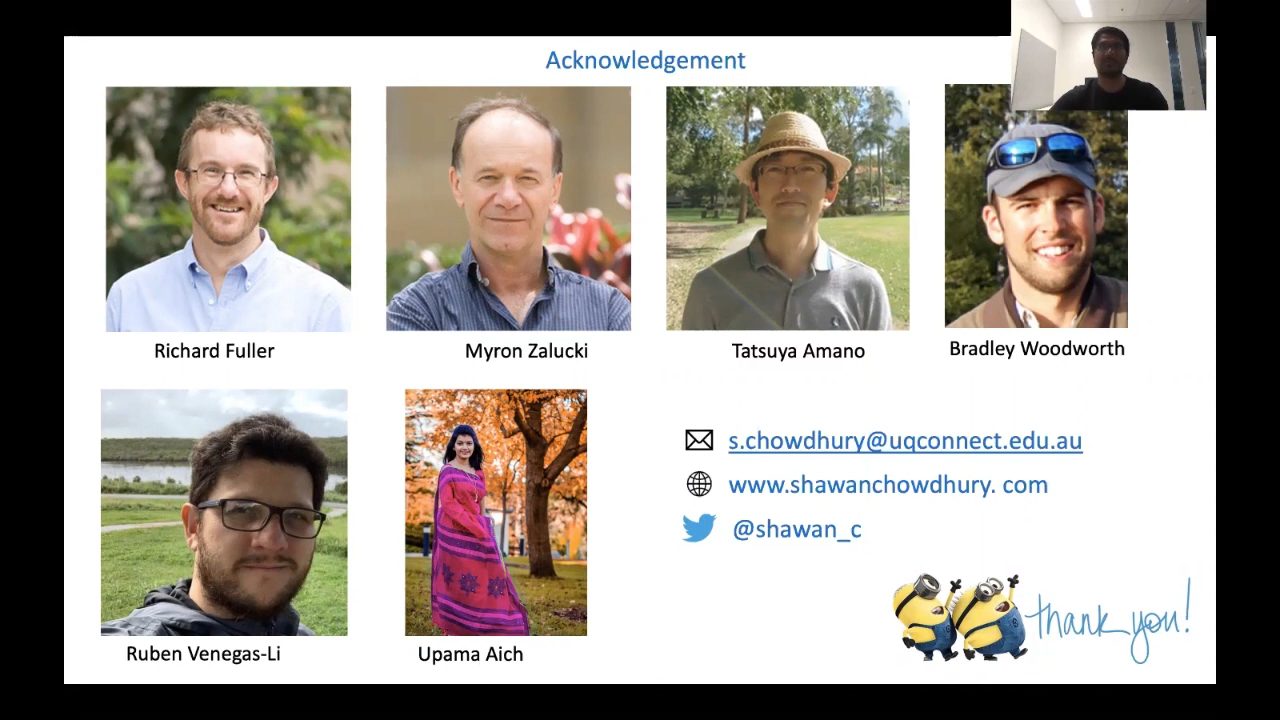 Acknowledgement
Richard Fuller
Myron Zalucki
Tatsuya Amano
Bradley Woodworth
Ruben Venegas-Li
Upama Aich
s.chowdhury@uqconnect.edu.au
www.shawanchowdhury. com
@shawan_c
thank you!